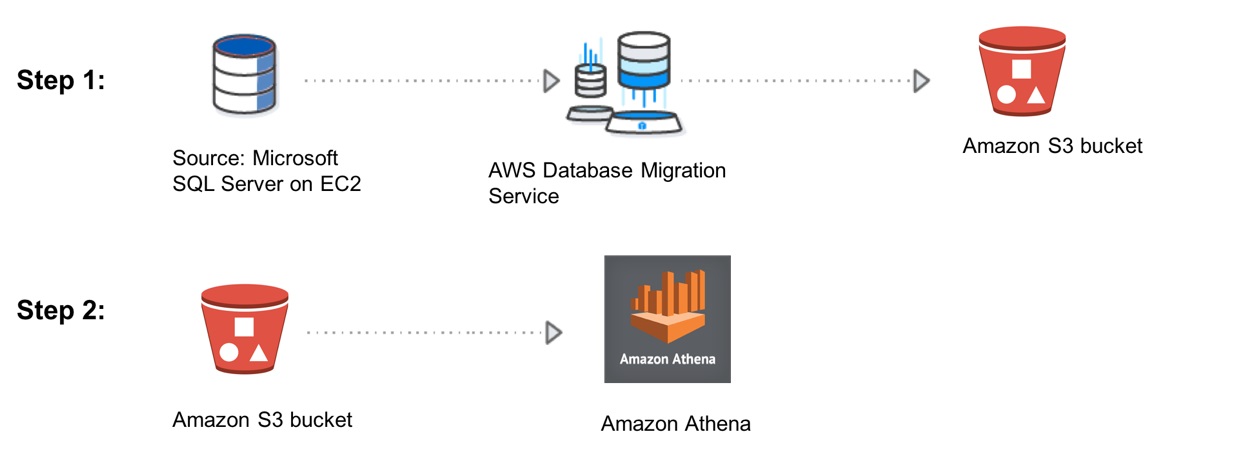 Step 1:
Source: Microsoft
SQL Server on EC2
AWS Database Migration
Service
Amazon S3 bucket
Step 2:
Amazon S3 bucket
Amazon Athena
Amazon Athena